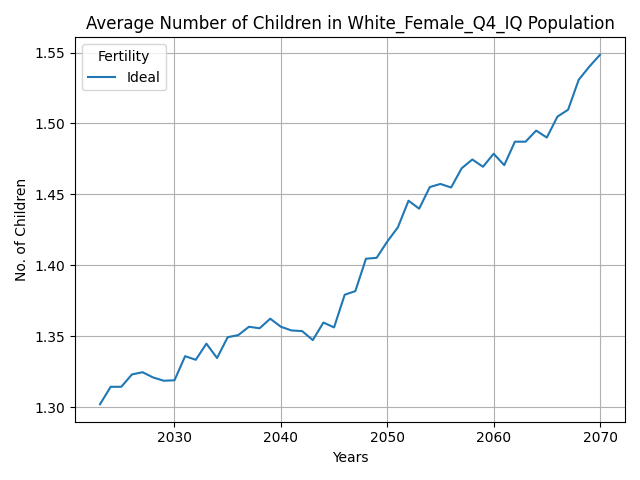 Average Number of Children in White_Female_Q4_IQ Population
Fertility
Ideal
1.55
1.50
1.45
1.40
1.35
1.30
No. of Children
2030 2040 2050 2060 2070
Years